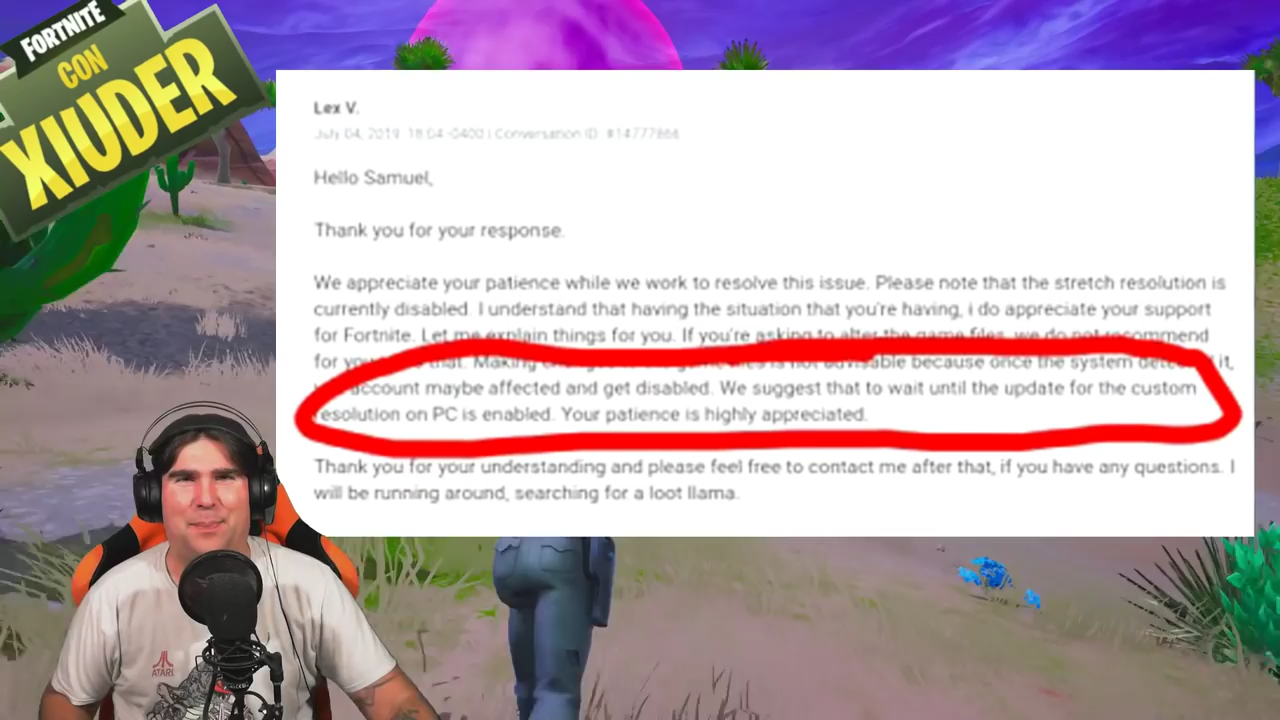 FORTNITE
CON
XIUDER
Lex V.
July 04, 2019, 18:04 -0400 | Conversation ID: #14777866
Hello Samuel,
Thank you for your response.
We appreciate your patience while we work to resolve this issue. Please note that the stretch resolution is
currently disabled. I understand that having the situation that you're having, i do appreciate your support
for Fortnite. Let me explain things for you. If you're asking to alter the game files, we do not recommend
for you that. Making is not advisable because once the system it,
account maybe affected and get disabled. We suggest that to wait until the update for the custom
resolution on PC is enabled. Your patience is highly appreciated.
Thank you for your understanding and please feel free to contact me after that, if you have any questions. I
will be running around, searching for a loot llama.
ATARI